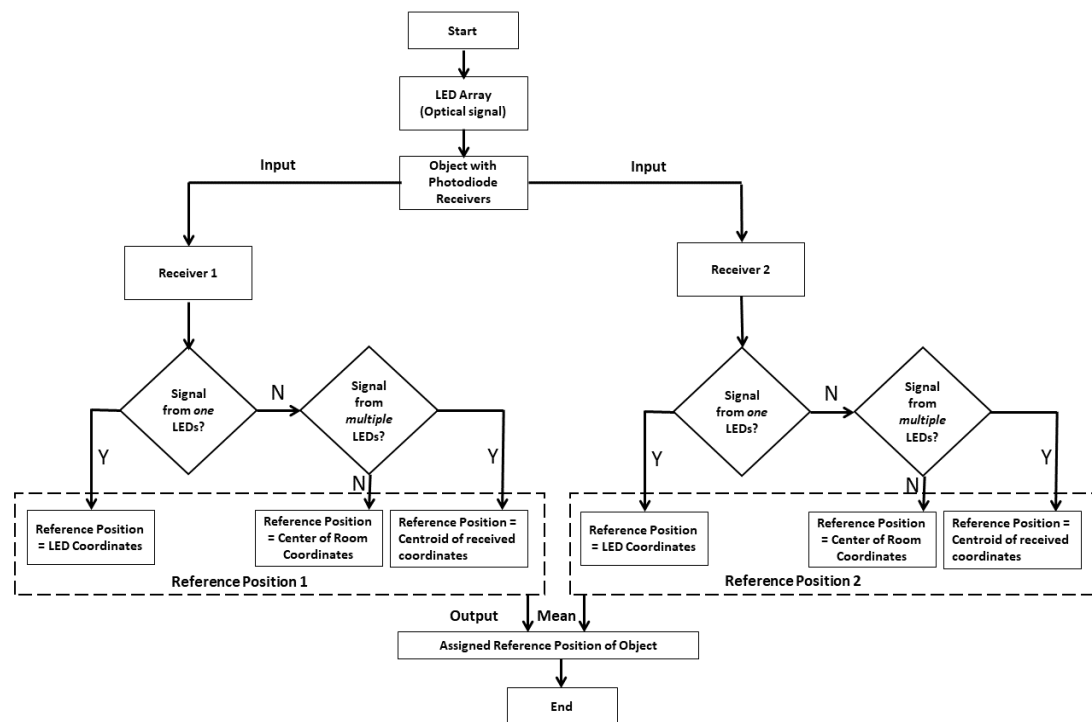 Start
LED Array
(Optical signal)
Input
Input
Object with
Photodiode
Receivers
Receiver 1
Receiver 2
Signal
from one
LEDs?
N
Signal
from
multiple
LEDs?
Y
N
Y
Signal
from one
LEDs?
N
Signal
from
multiple
LEDs?
Y
N
Y
Reference Position
= LED Coordinates
Reference Position
= Center of Room
Coordinates
Reference Position =
Centroid of received
coordinates
Reference Position 1
Reference Position
= LED Coordinates
Reference Position
= Center of Room
Coordinates
Reference Position =
Centroid of received
coordinates
Reference Position 2
Output
Mean
Assigned Reference Position of Object
End